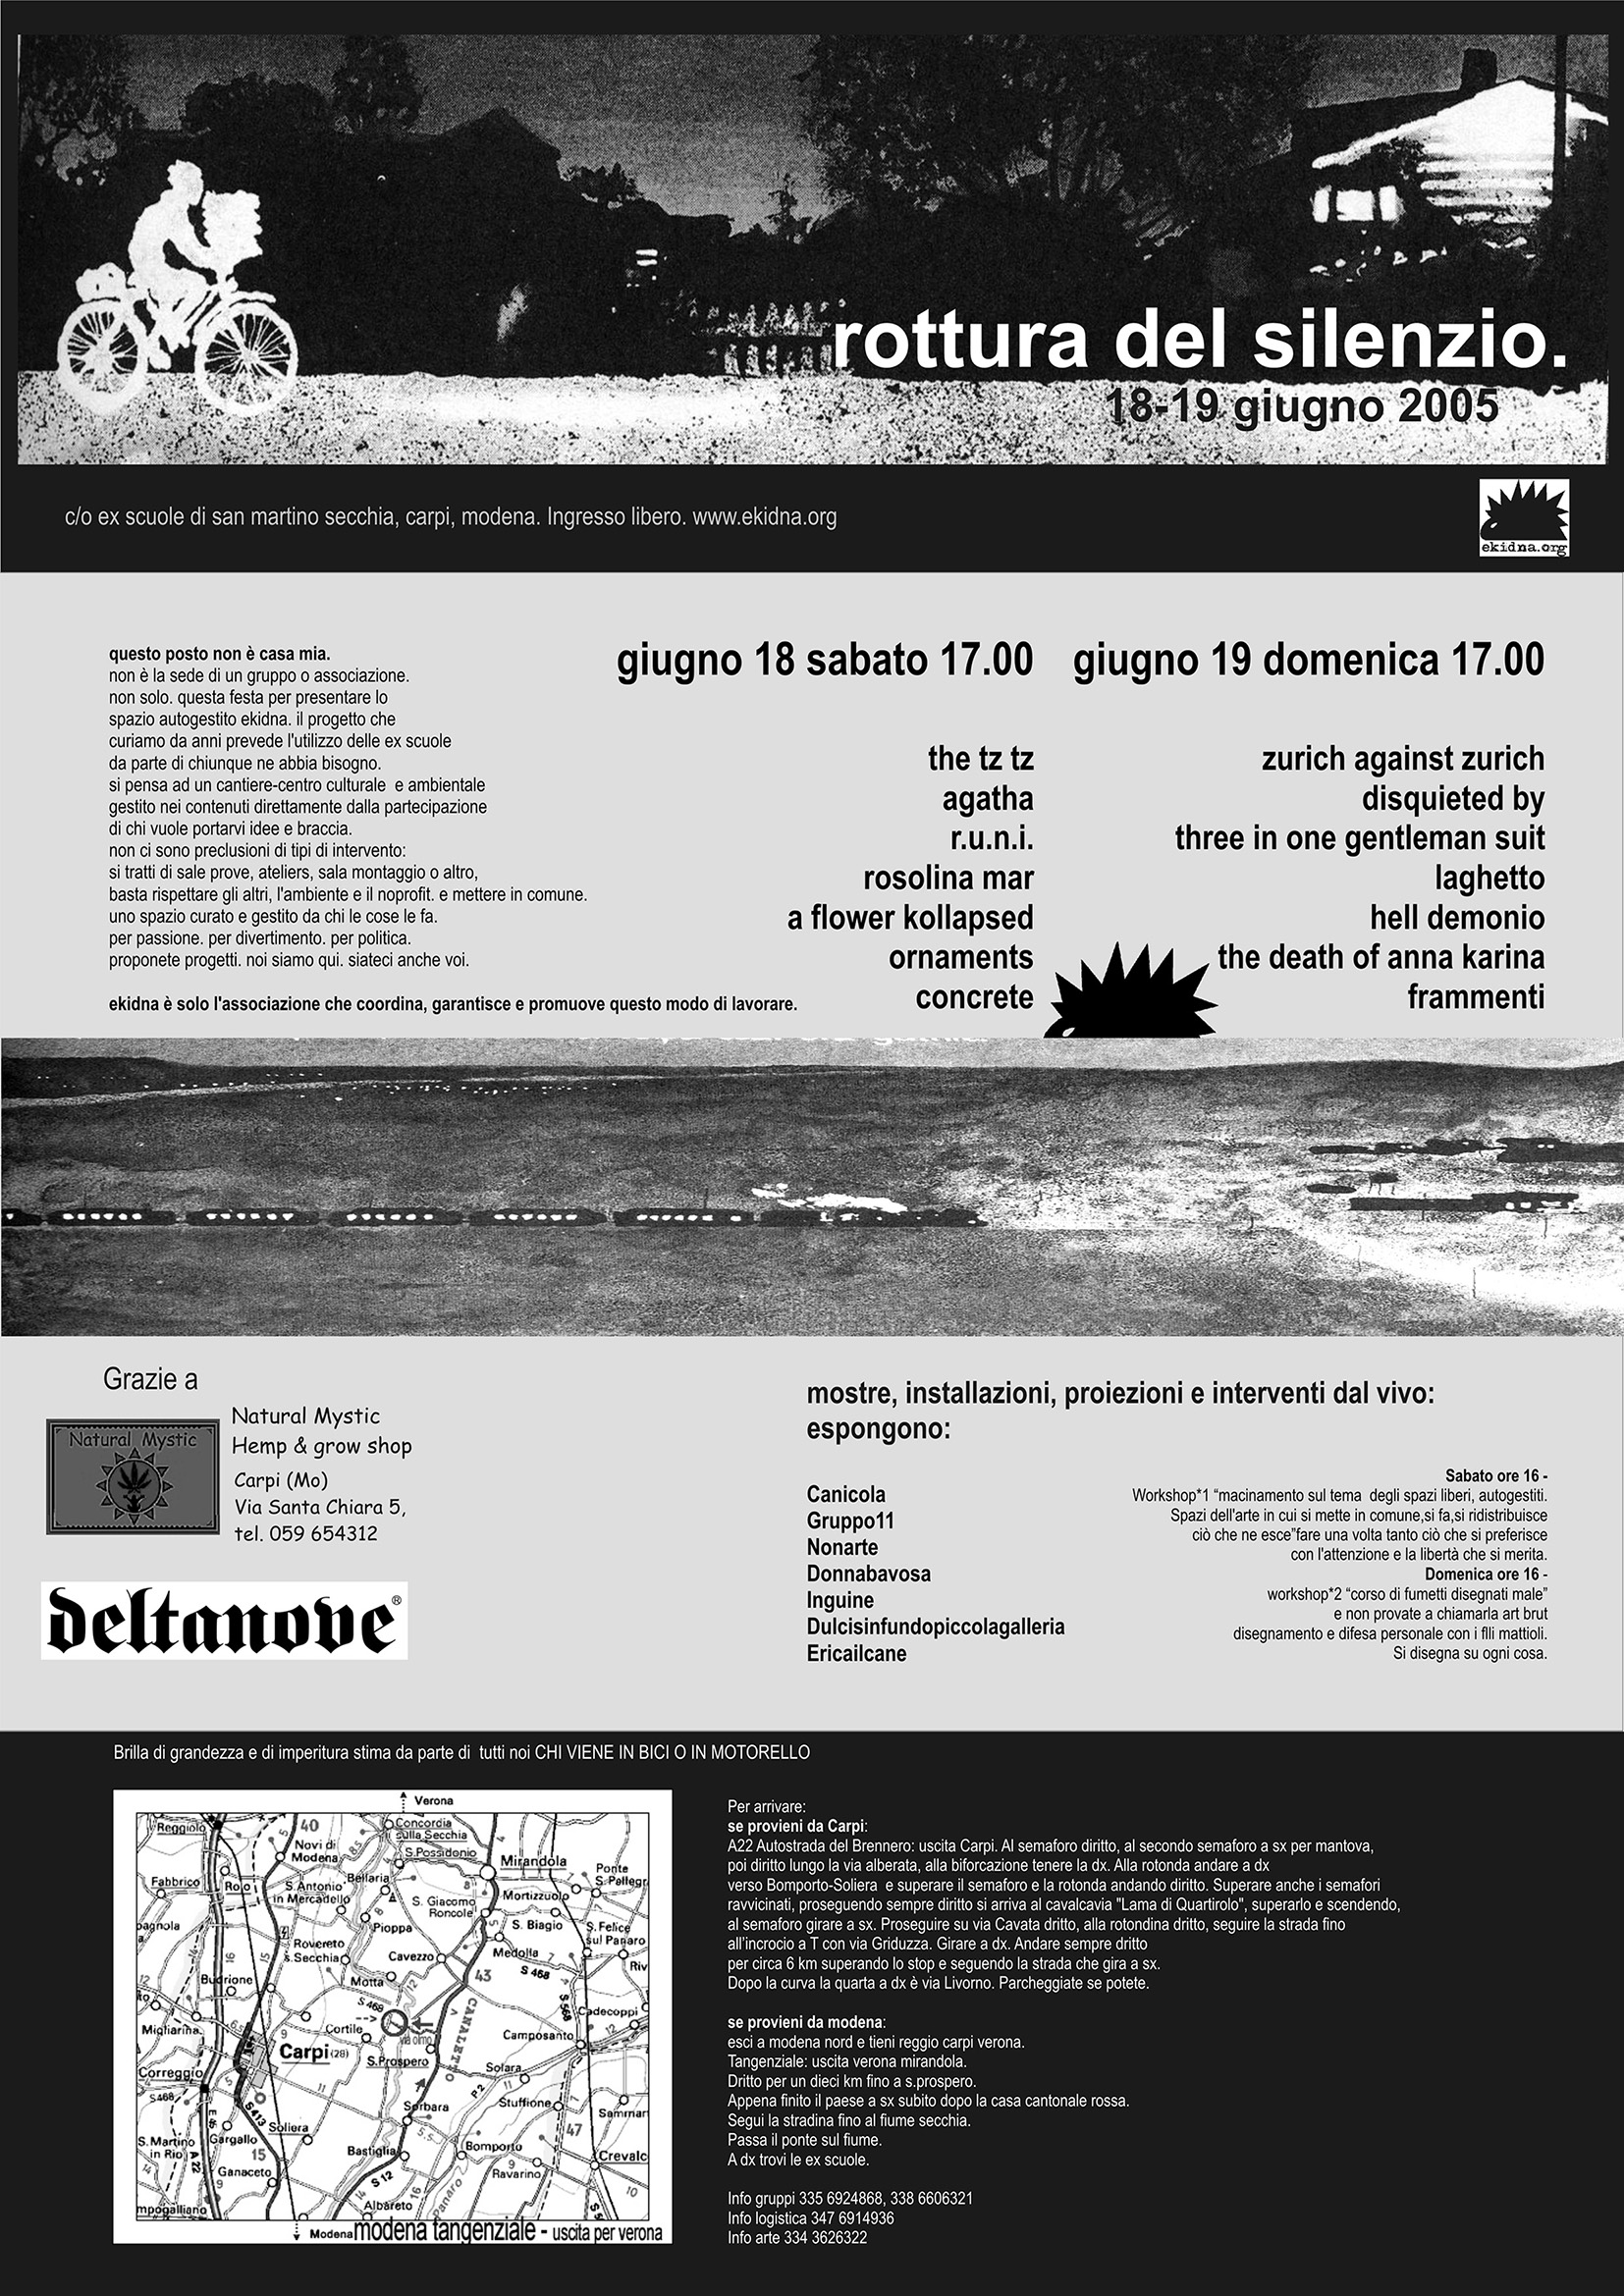 rottura del silenzio.
18-19 giugno 2005
c/o ex scuole di san martino secchia, carpi, modena. Ingresso libero. www.ekidna.org
ekidna.org
questo posto non è casa mia.
non è la sede di un gruppo o associazione.
non solo. questa festa per presentare lo
spazio autogestito ekidna. il progetto che
curiamo da anni prevede l'utilizzo delle ex scuole
da parte di chiunque ne abbia bisogno.
si pensa ad un cantiere-centro culturale  e ambientale
gestito nei contenuti direttamente dalla partecipazione
di chi vuole portarvi idee e braccia.
non ci sono preclusioni di tipi di intervento:
si tratti di sale prove, ateliers, sala montaggio o altro,
basta rispettare gli altri, l'ambiente e il noprofit. e mettere in comune.
uno spazio curato e gestito da chi le cose le fa.
per passione. per divertimento. per politica.
proponete progetti. noi siamo qui. siateci anche voi.
ekidna è solo l'associazione che coordina, garantisce e promuove questo modo di lavorare.
giugno 18 sabato 17.00
the tz tz
agatha
r.u.n.i.
rosolina mar
a flower kollapsed
ornaments
concrete
giugno 19 domenica 17.00
zurich against zurich
disquieted by
three in one gentleman suit
laghetto
hell demonio
the death of anna karina
frammenti
Grazie a
Natural Mystic
Natural Mystic
Hemp & grow shop
Carpi (Mo)
Via Santa Chiara 5,
tel. 059 654312
deltanove®
mostre, installazioni, proiezioni e interventi dal vivo:
espongono:
Canicola
Gruppo11
Nonarte
Donnabavosa
Inguine
Dulcisinfundopiccolagalleria
Ericailcane
Sabato ore 16 -
Workshop*1 “macinamento sul tema  degli spazi liberi, autogestiti.
Spazi dell'arte in cui si mette in comune,si fa,si ridistribuisce
ciò che ne esce”fare una volta tanto ciò che si preferisce
con l'attenzione e la libertà che si merita.
Domenica ore 16 -
workshop*2 “corso di fumetti disegnati male”
e non provate a chiamarla art brut
disegnamento e difesa personale con i flli mattioli.
Si disegna su ogni cosa.
Brilla di grandezza e di imperitura stima da parte di  tutti noi CHI VIENE IN BICI O IN MOTORELLO
Verona
Reggiolo
40
Concordia
sulla Secchia
Novi di
Modena
S.Possidonio
Mirandola
Ponte
S. Pellegr
Fabbrico
Rolo
S.Antonio
in Mercadello
Bellaria
S. Giacomo
Roncole
Mortizzuolo
Pioppa
S. Biagio
S.Felice
sul Panaro
Rovereto
s.Secchia
Cavezzo
Medolla
Riv
Budrione
Motta
43
S 468
S 468
S 568
Cadecoppi
Migliarina
Cortile
via olmo
CANALETTO
Camposanto
Carpi (28)
S.Prospero
Correggio
Solara
S468
S413
P 2
Stuffione
Sorbara
Sammar
Soliera
Gargallo
S. Martino
in Rio
A 22
15
47
Bastiglia
Bomporto
Crevalc
Ganaceto
S 12
Ravarino
Albareto
Panaro
mpogalliano
Modena
modena tangenziale - uscita per verona
Per arrivare:
se provieni da Carpi:
A22 Autostrada del Brennero: uscita Carpi. Al semaforo diritto, al secondo semaforo a sx per mantova,
poi diritto lungo la via alberata, alla biforcazione tenere la dx. Alla rotonda andare a dx
verso Bomporto-Soliera  e superare il semaforo e la rotonda andando diritto. Superare anche i semafori
ravvicinati, proseguendo sempre diritto si arriva al cavalcavia "Lama di Quartirolo", superarlo e scendendo,
al semaforo girare a sx. Proseguire su via Cavata dritto, alla rotondina dritto, seguire la strada fino
all’incrocio a T con via Griduzza. Girare a dx. Andare sempre dritto
per circa 6 km superando lo stop e seguendo la strada che gira a sx.
Dopo la curva la quarta a dx è via Livorno. Parcheggiate se potete.
se provieni da modena:
esci a modena nord e tieni reggio carpi verona.
Tangenziale: uscita verona mirandola.
Dritto per un dieci km fino a s.prospero.
Appena finito il paese a sx subito dopo la casa cantonale rossa.
Segui la stradina fino al fiume secchia.
Passa il ponte sul fiume.
A dx trovi le ex scuole.
Info gruppi 335 6924868, 338 6606321
Info logistica 347 6914936
Info arte 334 3626322